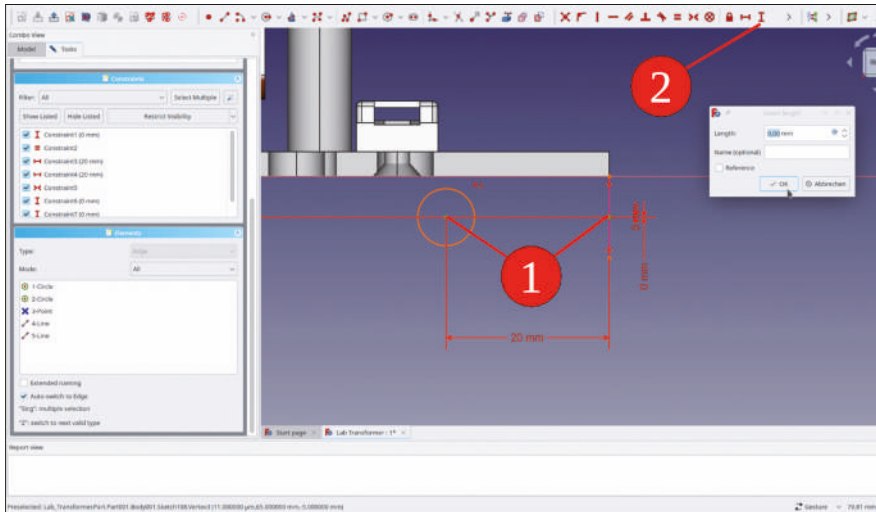 Combo View
Model Tasks
Constraints
Filter: All Select Multiple
Show Listed Hide Listed Restrict Visibility
Constraint1 (0 mm)
Constraint2
Constraint3 (20 mm)
Constraint4 (20 mm)
Constraint5
Constraint6 (0 mm)
Constraint7 (0 mm)
Elements
Type: Edge
Mode: All
1-Circle
2-Circle
3-Point
4-Line
5-Line
Extended naming
Auto-switch to Edge
"Strg": multiple selection
"Z": switch to next valid type
2
Insert length
Length: 0,00 mm
Name (optional)
Reference
OK Abbrechen
1
0 mm
20 mm
Start page Lab Transformer : 1*
Report view
Gesture